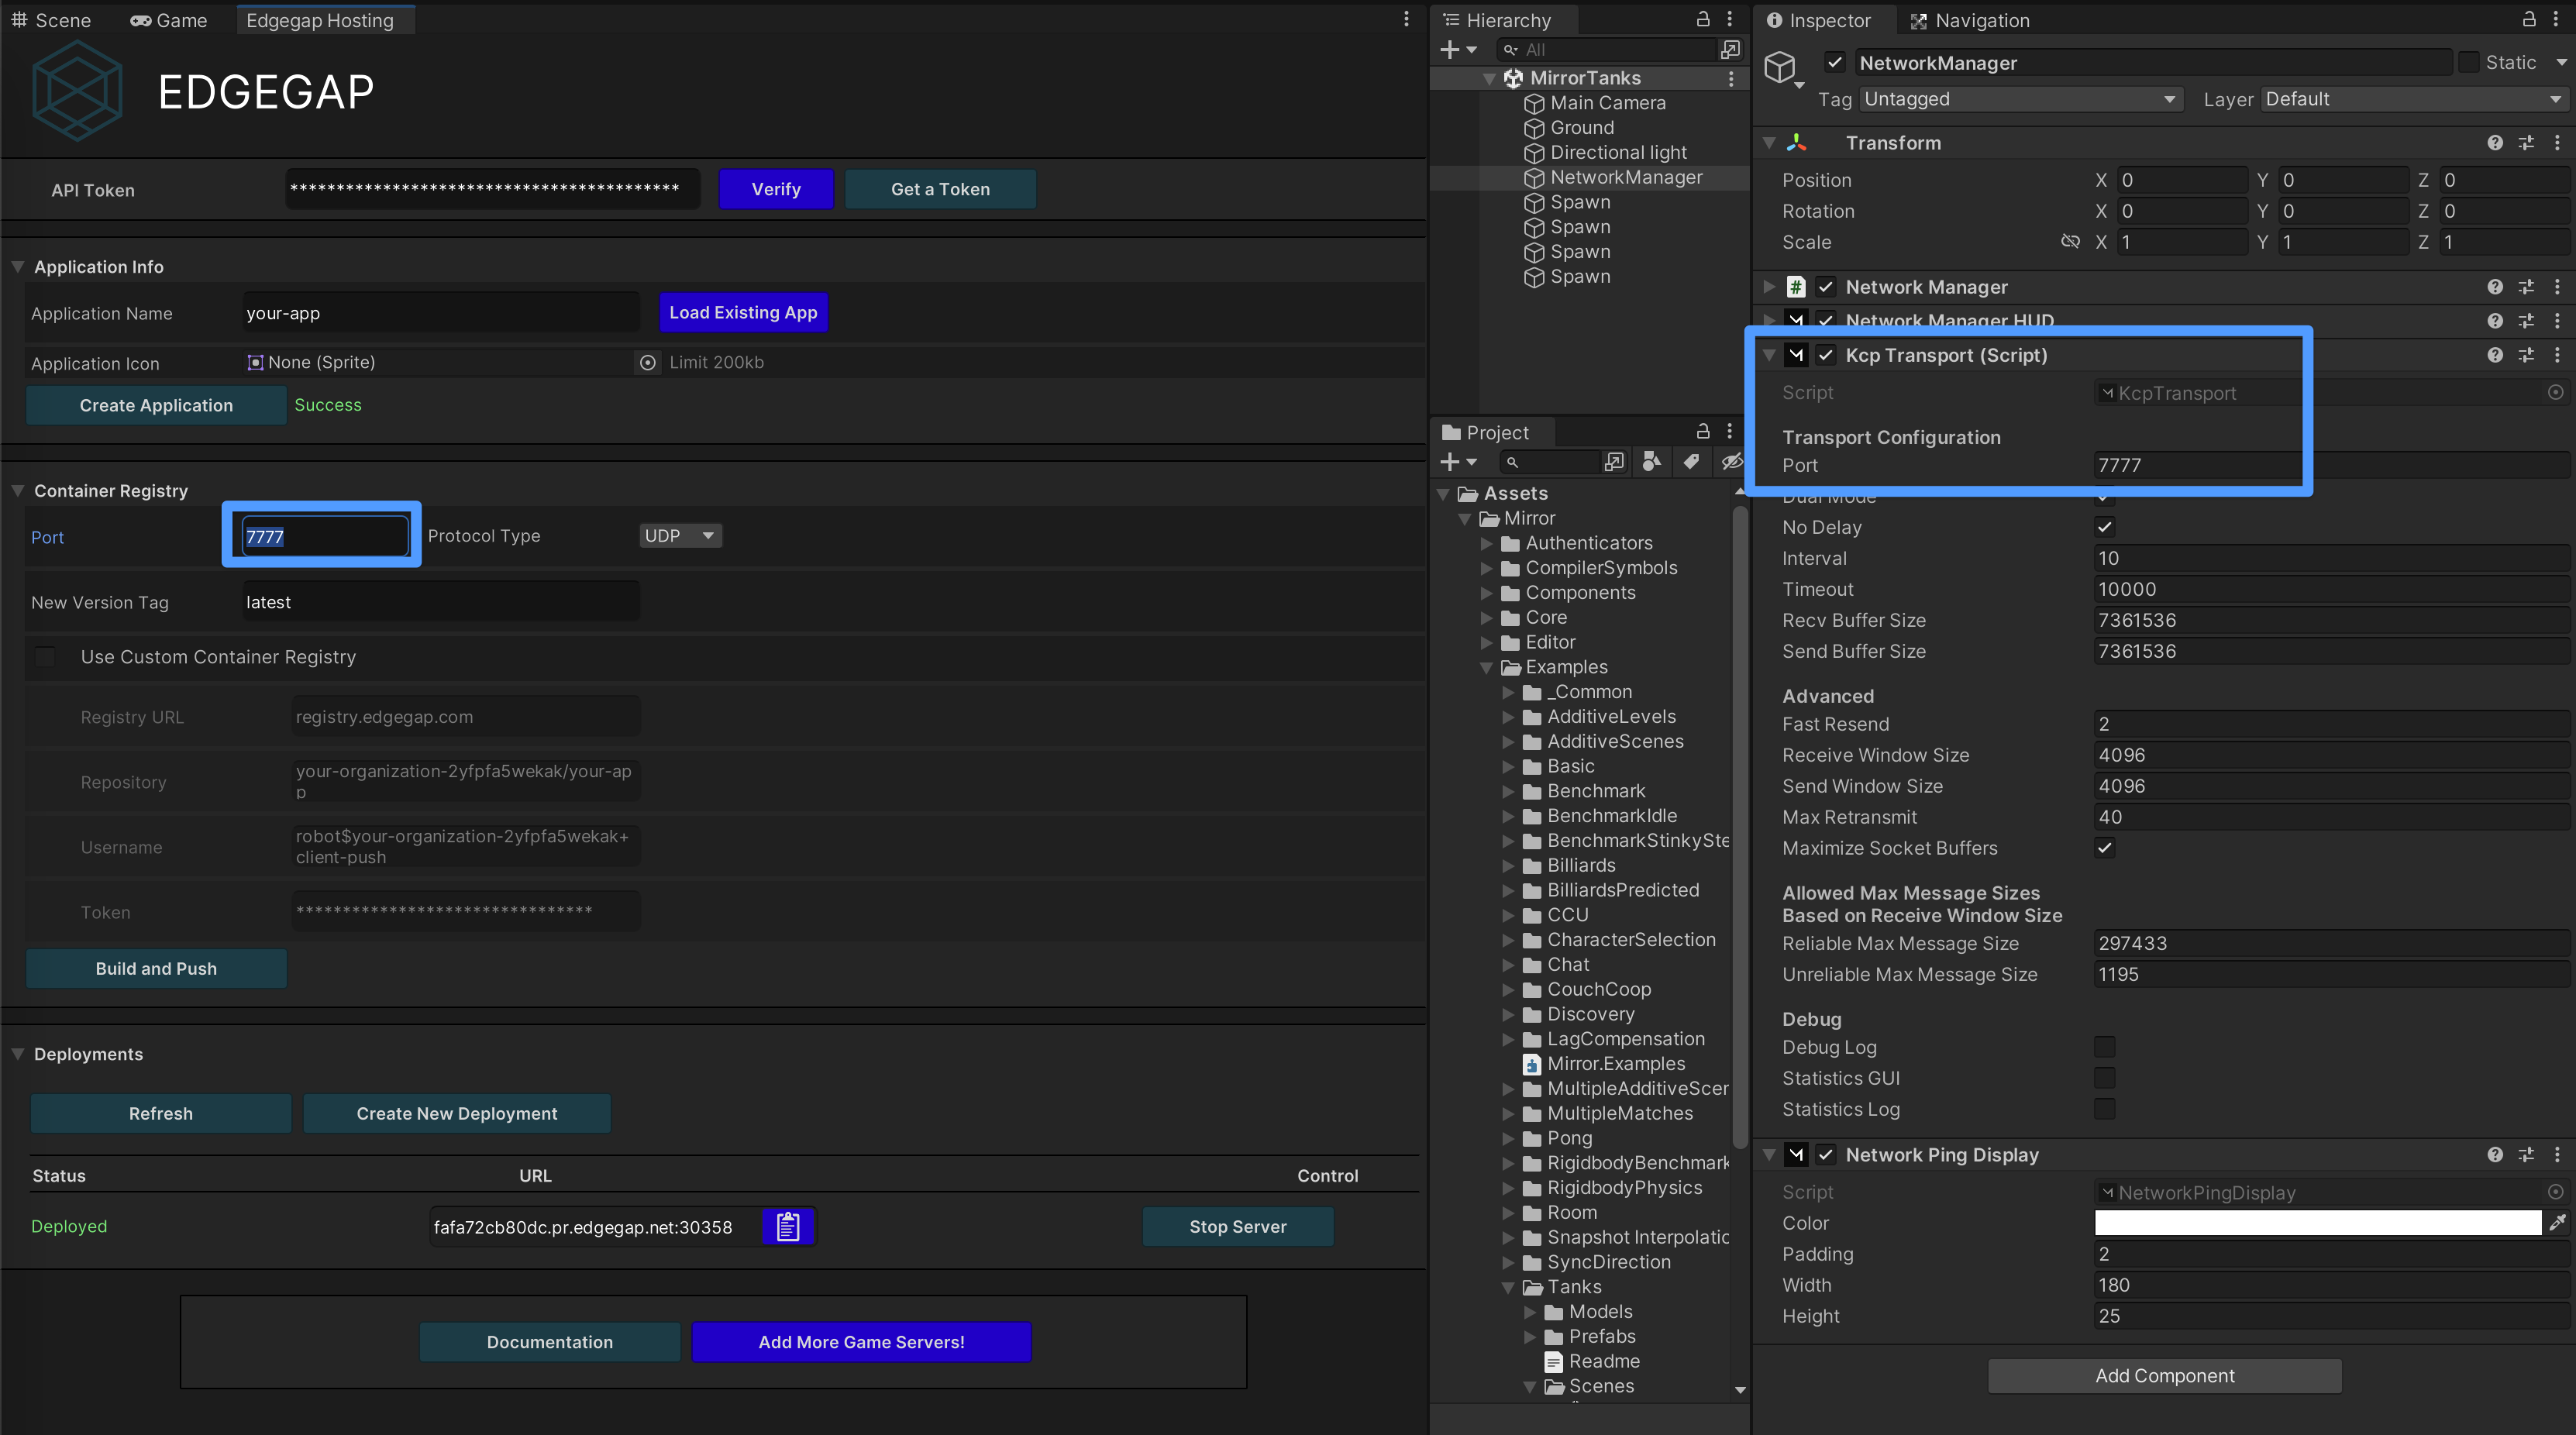 Scene
Game
Edgegap Hosting
EDGEGAP
API Token
******************************************
Verify
Get a Token
Application Info
Application Name
your-app
Load Existing App
Application Icon
None (Sprite)
Limit 200kb
Create Application
Success
Container Registry
Port
7777
Protocol Type
UDP
New Version Tag
latest
Use Custom Container Registry
Registry URL
registry.edgegap.com
Repository
your-organization-2yfpfa5wekak/your-ap
p
Username
robot$your-organization-2yfpfa5wekak+
client-push
Token
********************************
Build and Push
Deployments
Refresh
Create New Deployment
Status
URL
Control
Deployed
fafa72cb80dc.pr.edgegap.net:30358
Stop Server
Documentation
Add More Game Servers!
Hierarchy
All
MirrorTanks
Main Camera
Ground
Directional light
NetworkManager
Spawn
Spawn
Spawn
Spawn
Project
Assets
Mirror
Authenticators
CompilerSymbols
Components
Core
Editor
Examples
_Common
AdditiveLevels
AdditiveScenes
Basic
Benchmark
BenchmarkIdle
BenchmarkStinkySte
Billiards
BilliardsPredicted
CCU
CharacterSelection
Chat
CouchCoop
Discovery
LagCompensation
Mirror.Examples
MultipleAdditiveScer
MultipleMatches
Pong
RigidbodyBenchmark
RigidbodyPhysics
Room
Snapshot Interpolatic
SyncDirection
Tanks
Models
Prefabs
Readme
Scenes
Inspector
Navigation
NetworkManager
Static
Tag Untagged
Layer Default
Transform
Position X 0 Y 0 Z 0
Rotation X 0 Y 0 Z 0
Scale X 1 Y 1 Z 1
# Network Manager
Network Manager HUD
Kcp Transport (Script)
Script KcpTransport
Transport Configuration
Port 7777
Dual Mode
No Delay
Interval 10
Timeout 10000
Recv Buffer Size 7361536
Send Buffer Size 7361536
Advanced
Fast Resend 2
Receive Window Size 4096
Send Window Size 4096
Max Retransmit 40
Maximize Socket Buffers
Allowed Max Message Sizes
Based on Receive Window Size
Reliable Max Message Size 297433
Unreliable Max Message Size 1195
Debug
Debug Log
Statistics GUI
Statistics Log
Network Ping Display
Script NetworkPingDisplay
Color
Padding 2
Width 180
Height 25
Add Component